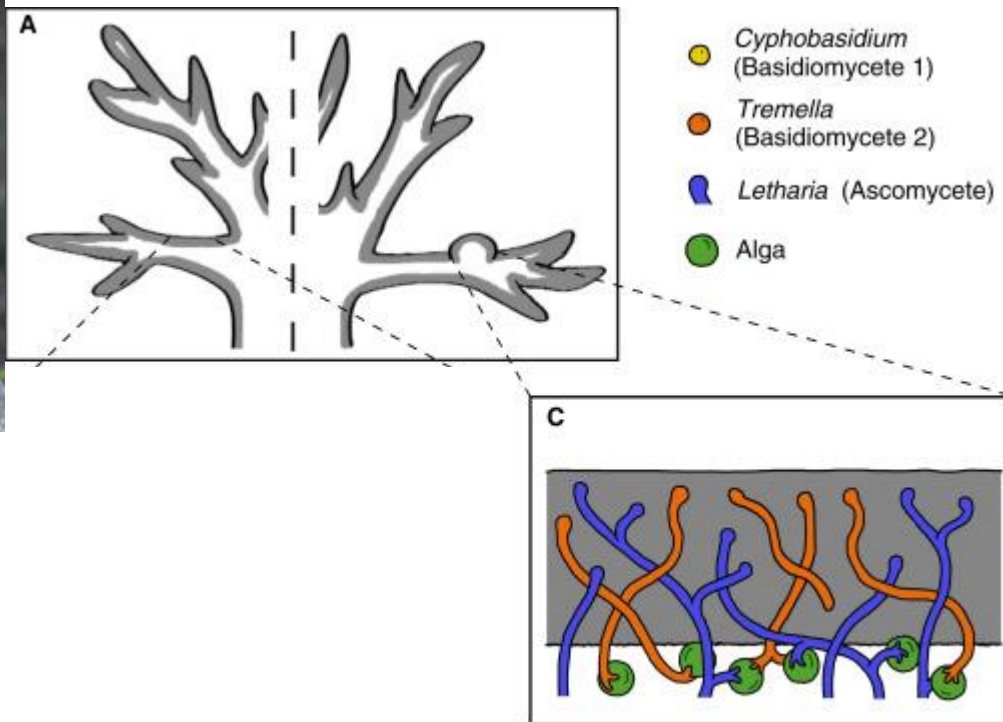 A
Cyphobasidium
(Basidiomycete 1)
Tremella
(Basidiomycete 2)
Letharia (Ascomycete)
Alga
C